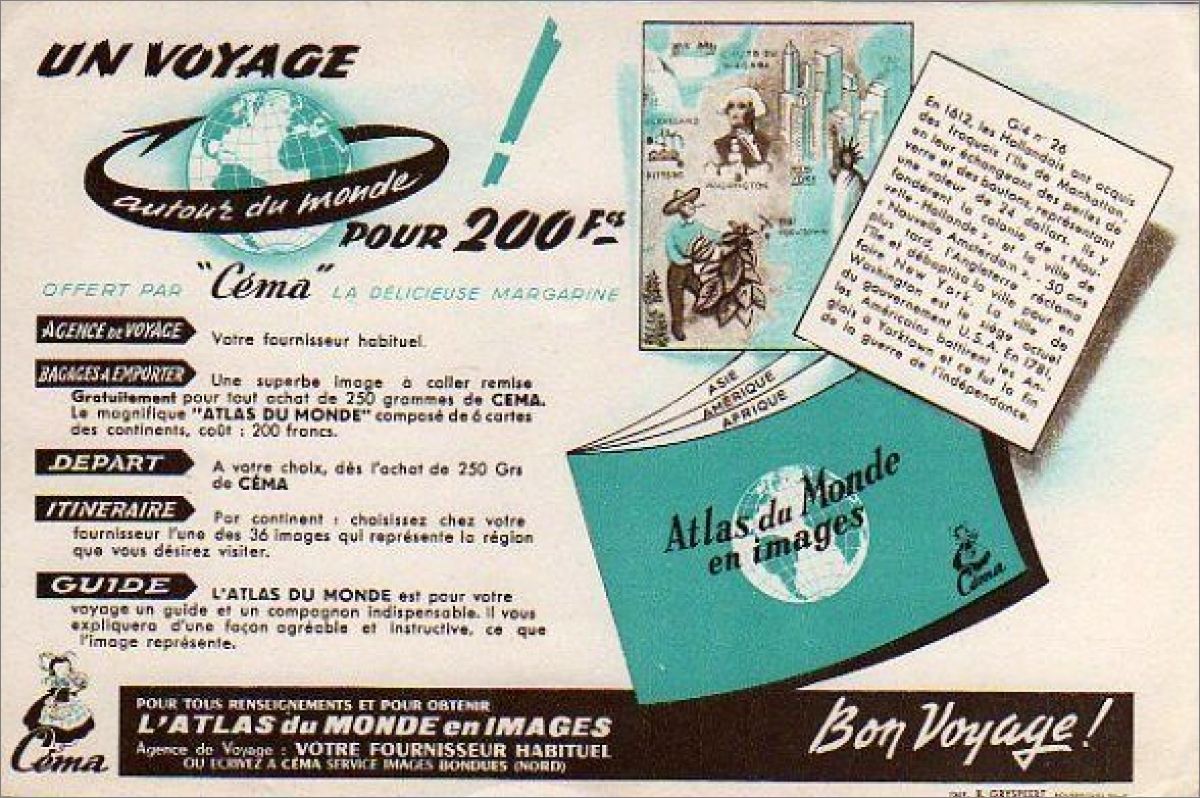 UN VOYAGE !
autour du monde
POUR 200 Frs
OFFERT PAR "Céma" LA DÉLICIEUSE MARGARINE
AGENCE DE VOYAGE
Votre fournisseur habituel.
BAGAGES A EMPORTER
Une superbe image à coller remise
Gratuitement pour tout achat de 250 grammes de CEMA.
Le magnifique "ATLAS DU MONDE" composé de 6 cartes
des continents, coût : 200 francs.
DEPART
A votre choix, dès l'achat de 250 Grs
de CÉMA
ITINERAIRE
Par continent : choisissez chez votre
fournisseur l'une des 36 images qui représente la région
que vous désirez visiter.
GUIDE
L'ATLAS DU MONDE est pour votre
voyage un guide et un compagnon indispensable. Il vous
expliquera d'une façon agréable et instructive, ce que
l'image représente.
CHUTE DU
NIAGARA
CLEVELAND
NEW
YORK
WASHINGTON
Glé n° 26
En 1612, les Hollandais ont acquis
des Iroquois l'île de Manhattan,
en leur échangeant des perles de
verre et des boutons, représentant
une valeur de 24 dollars. Ils y
fondèrent la colonie de « Nou-
velle-Hollande », et la ville de
« Nouvelle Amsterdam ». 50 ans
plus tard, l'Angleterre réclama
l'île et débaptisa la ville pour en
faire New York. La ville de
Washington est le siège actuel
du gouvernement U.S.A. En 1781,
les Américains battirent les An-
glais à Yorktown et ce fut la fin
de la guerre de l'indépendance.
ASIE
AMÉRIQUE
AFRIQUE
Atlas du Monde
en images
Céma
Céma
POUR TOUS RENSEIGNEMENTS ET POUR OBTENIR
L'ATLAS du MONDE en IMAGES
Agence de Voyage : VOTRE FOURNISSEUR HABITUEL
OU ECRIVEZ A CÉMA SERVICE IMAGES BONDUES (NORD)
Bon Voyage !